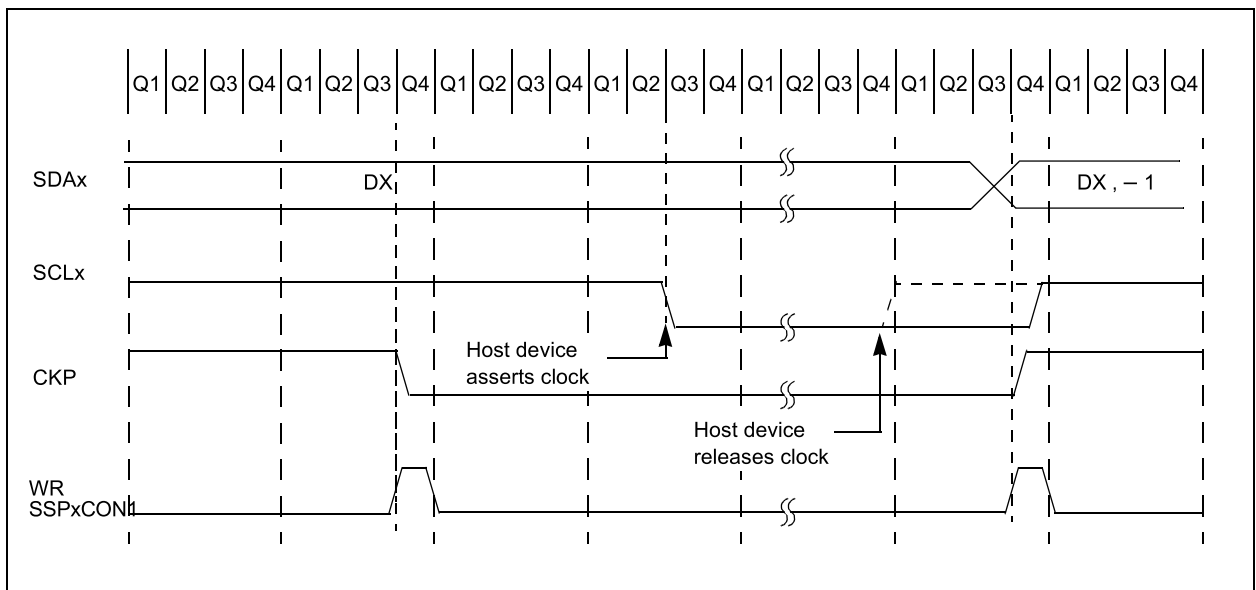 Q1 Q2 Q3 Q4 Q1 Q2 Q3 Q4 Q1 Q2 Q3 Q4 Q1 Q2 Q3 Q4 Q1 Q2 Q3 Q4 Q1 Q2 Q3 Q4 Q1 Q2 Q3 Q4
SDAx
DX
DX , – 1
SCLx
Host device
asserts clock
CKP
Host device
releases clock
WR
SSPxCON1